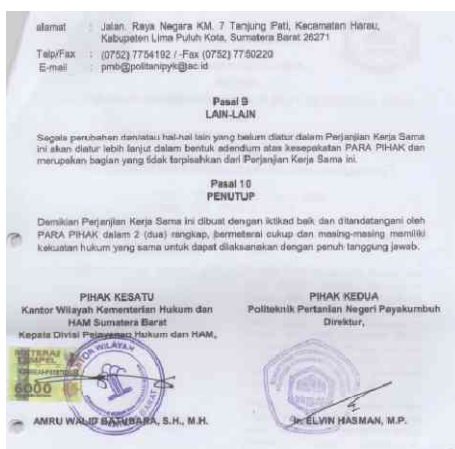 alamat : Jalan. Raya Negara KM. 7 Tanjung Pati, Kecamatan Harau,
Kabupaten Lima Puluh Kota, Sumatera Barat 26271
Telp/Fax : (0752) 7754192 / -Fax (0752) 7750220
E-mail : pmb@politanipyk@ac.id
Pasal 9
LAIN-LAIN
Segala perubahan dan/atau hal-hal lain yang belum diatur dalam Perjanjian Kerja Sama
ini akan diatur lebih lanjut dalam bentuk adendium atas kesepakatan PARA PIHAK dan
merupakan bagian yang tidak terpisahkan dari Perjanjian Kerja Sama ini.
Pasal 10
PENUTUP
Demikian Perjanjian Kerja Sama ini dibuat dengan iktikad baik dan ditandatangani oleh
PARA PIHAK dalam 2 (dua) rangkap, bermeterai cukup dan masing-masing memiliki
kekuatan hukum yang sama untuk dapat dilaksanakan dengan penuh tanggung jawab.
PIHAK KESATU
Kantor Wilayah Kementerian Hukum dan
HAM Sumatera Barat
Kepala Divisi Pelayanan Hukum dan HAM,
METERAI
TEMPEL
6000
WILAYAH
AMRU WALID BATUBARA, S.H., M.H.
PIHAK KEDUA
Politeknik Pertanian Negeri Payakumbuh
Direktur,
Ir. ELVIN HASMAN, M.P.